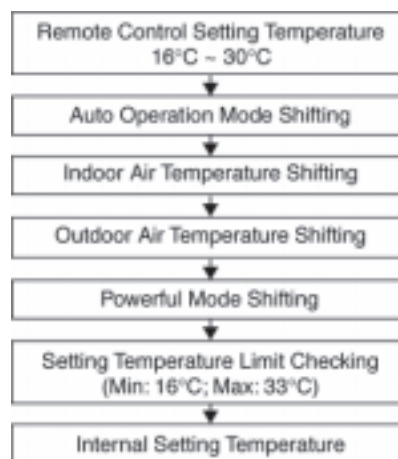 Remote Control Setting Temperature
16°C ~ 30°C
Auto Operation Mode Shifting
Indoor Air Temperature Shifting
Outdoor Air Temperature Shifting
Powerful Mode Shifting
Setting Temperature Limit Checking
(Min: 16°C; Max: 33°C)
Internal Setting Temperature